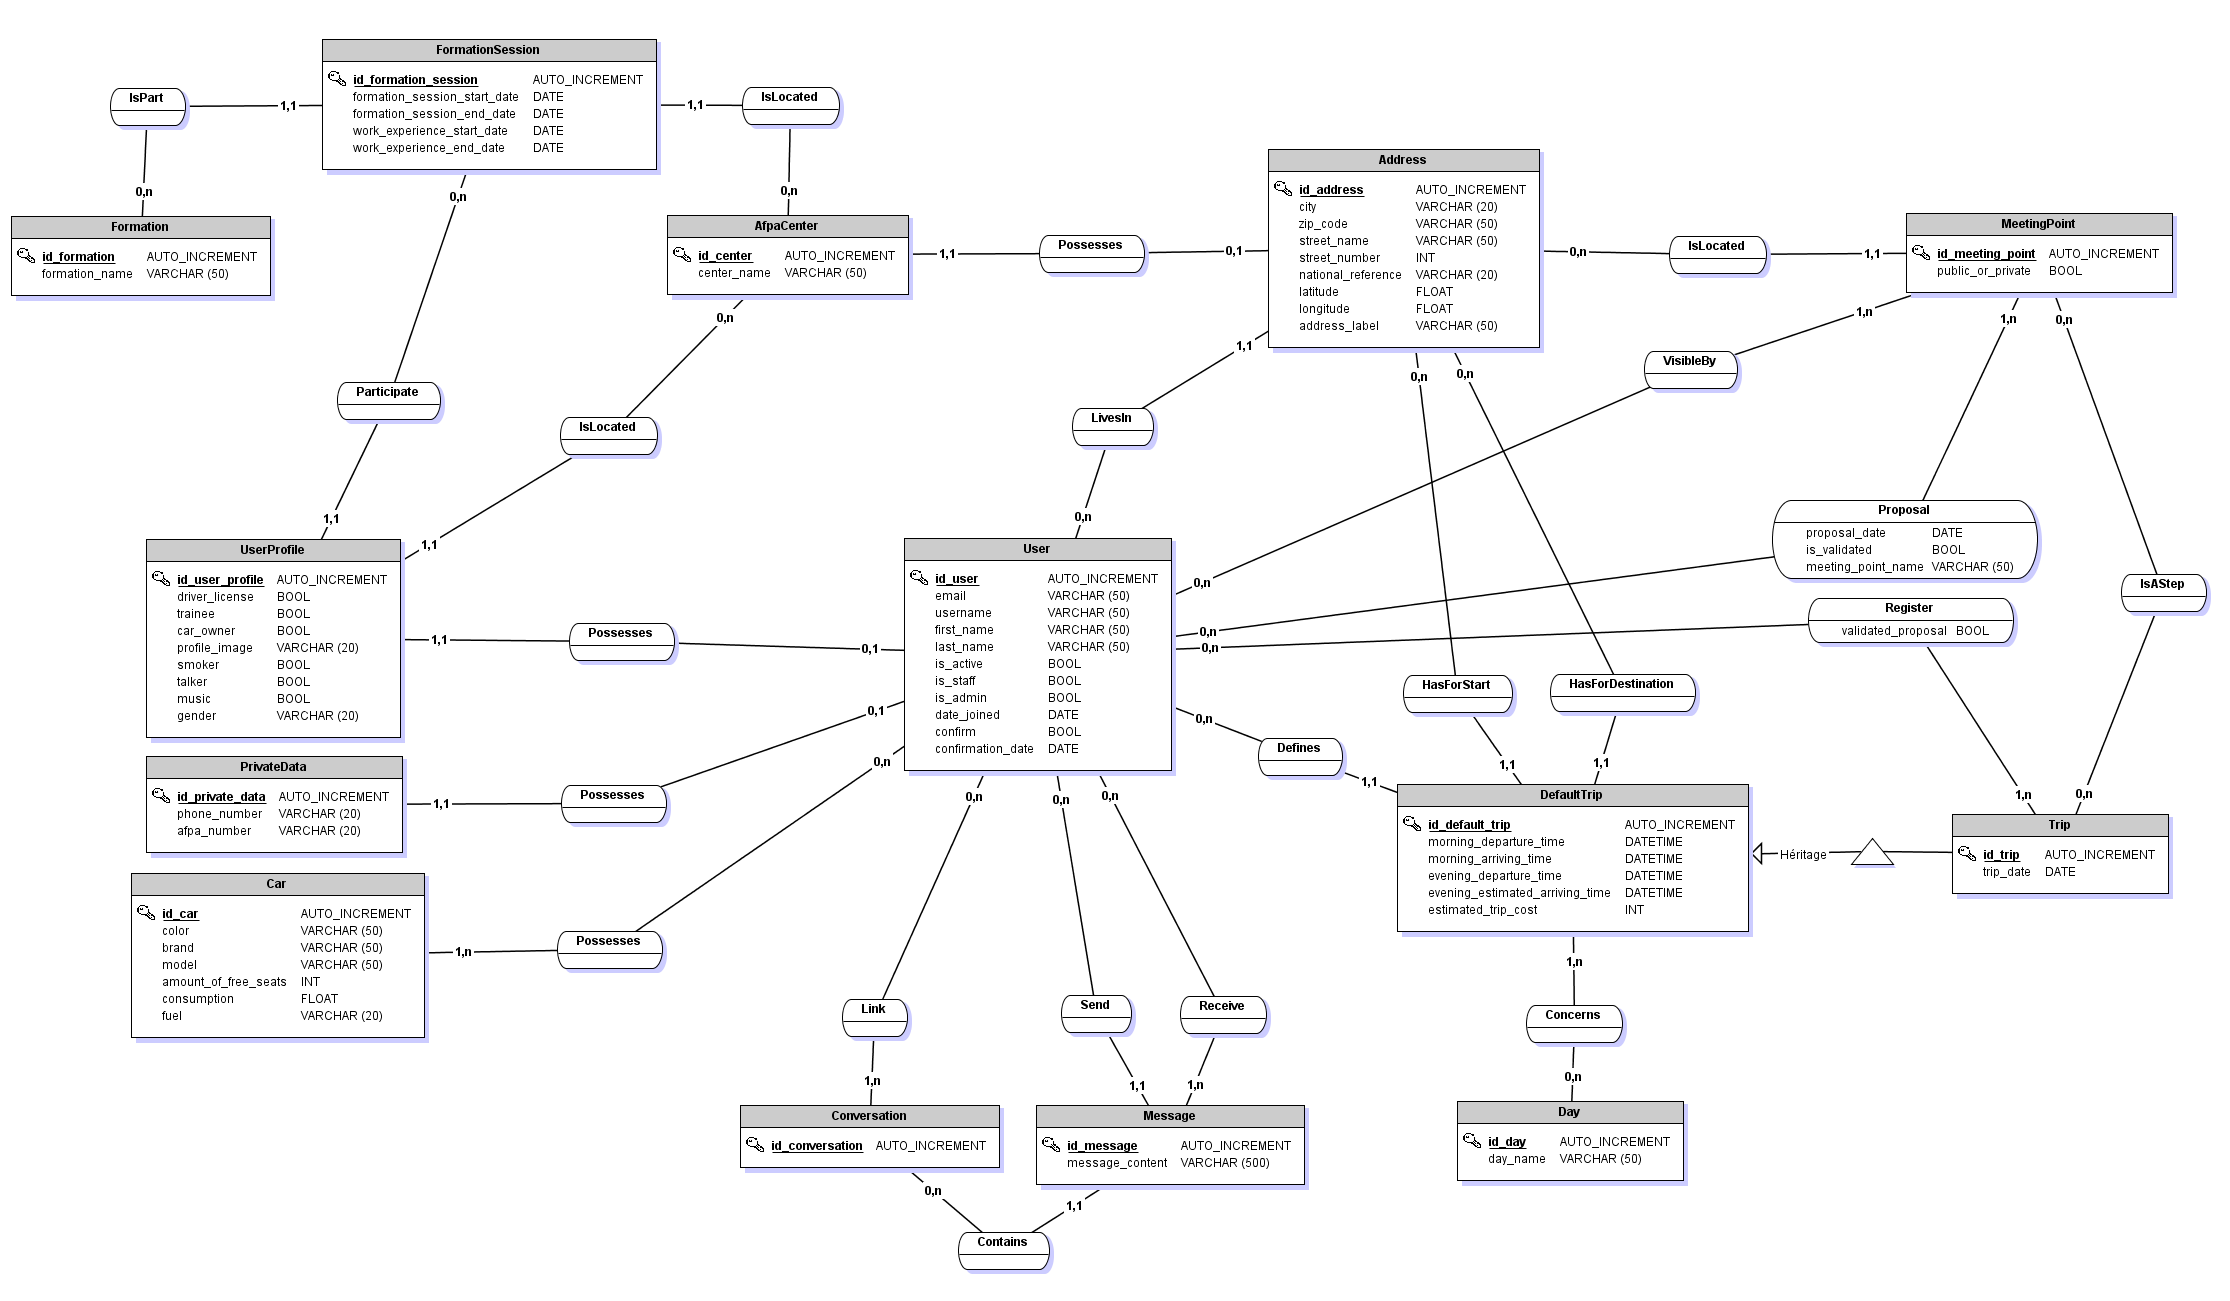 FormationSession
id_formation_session AUTO_INCREMENT
formation_session_start_date DATE
formation_session_end_date DATE
work_experience_start_date DATE
work_experience_end_date DATE
IsPart
1,1
0,n
1,1
IsLocated
0,n
0,n
Formation
id_formation AUTO_INCREMENT
formation_name VARCHAR (50)
AfpaCenter
id_center AUTO_INCREMENT
center_name VARCHAR (50)
1,1
Possesses
0,1
0,n
Address
id_address AUTO_INCREMENT
city VARCHAR (20)
zip_code VARCHAR (50)
street_name VARCHAR (50)
street_number INT
national_reference VARCHAR (20)
latitude FLOAT
longitude FLOAT
address_label VARCHAR (50)
0,n
IsLocated
1,1
MeetingPoint
id_meeting_point AUTO_INCREMENT
public_or_private BOOL
1,n
1,n
0,n
VisibleBy
1,1
0,n
0,n
LivesIn
0,n
Participate
1,1
IsLocated
1,1
Proposal
proposal_date DATE
is_validated BOOL
meeting_point_name VARCHAR (50)
IsAStep
Register
validated_proposal BOOL
UserProfile
id_user_profile AUTO_INCREMENT
driver_license BOOL
trainee BOOL
car_owner BOOL
profile_image VARCHAR (20)
smoker BOOL
talker BOOL
music BOOL
gender VARCHAR (20)
1,1
Possesses
0,1
User
id_user AUTO_INCREMENT
email VARCHAR (50)
username VARCHAR (50)
first_name VARCHAR (50)
last_name VARCHAR (50)
is_active BOOL
is_staff BOOL
is_admin BOOL
date_joined DATE
confirm BOOL
confirmation_date DATE
0,n
0,n
0,n
0,n
HasForStart
HasForDestination
Defines
1,1
1,1
1,1
0,1
0,n
PrivateData
id_private_data AUTO_INCREMENT
phone_number VARCHAR (20)
afpa_number VARCHAR (20)
1,1
Possesses
DefaultTrip
id_default_trip AUTO_INCREMENT
morning_departure_time DATETIME
morning_arriving_time DATETIME
evening_departure_time DATETIME
evening_estimated_arriving_time DATETIME
estimated_trip_cost INT
Héritage
1,n
0,n
Trip
id_trip AUTO_INCREMENT
trip_date DATE
Car
id_car AUTO_INCREMENT
color VARCHAR (50)
brand VARCHAR (50)
model VARCHAR (50)
amount_of_free_seats INT
consumption FLOAT
fuel VARCHAR (20)
1,n
Possesses
0,n
0,n
0,n
Link
Send
Receive
1,n
1,1
1,n
1,n
Concerns
0,n
Conversation
id_conversation AUTO_INCREMENT
Message
id_message AUTO_INCREMENT
message_content VARCHAR (500)
Day
id_day AUTO_INCREMENT
day_name VARCHAR (50)
0,n
1,1
Contains